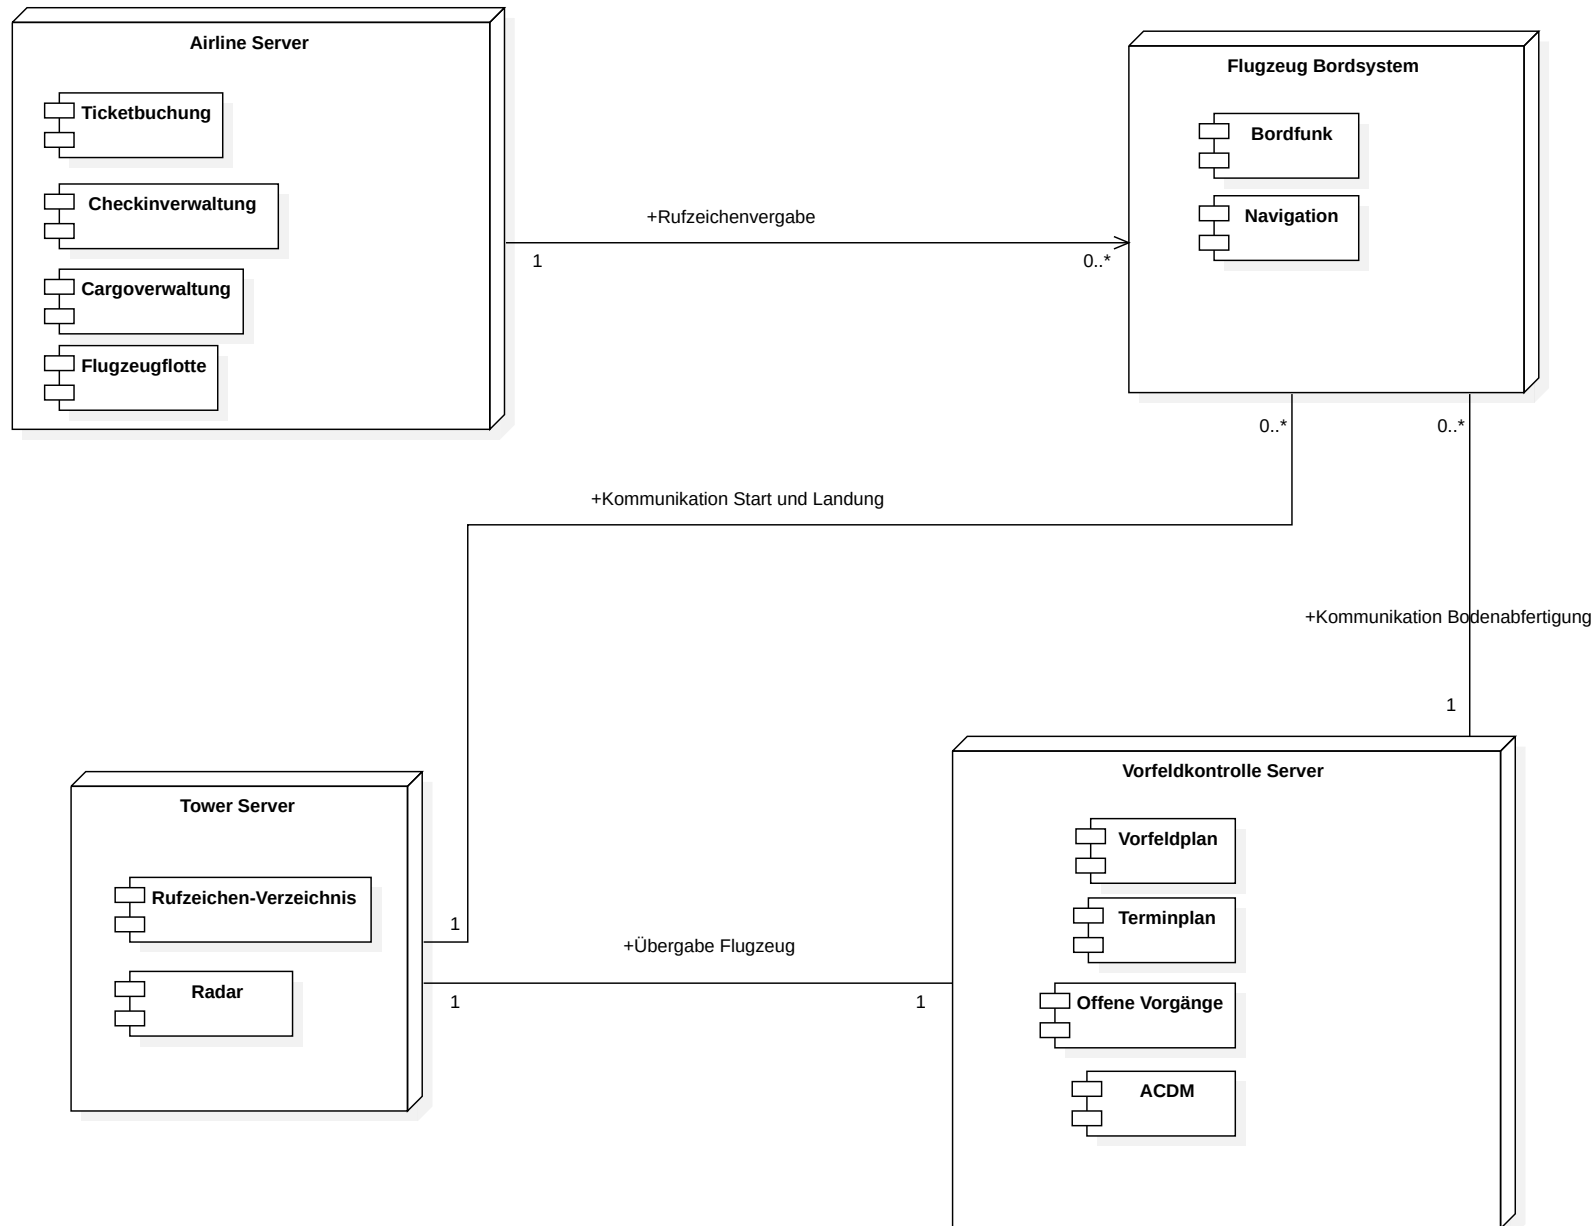 Airline Server
Ticketbuchung
Checkinverwaltung
Cargoverwaltung
Flugzeugflotte
+Rufzeichenvergabe
1
0..*
Flugzeug Bordsystem
Bordfunk
Navigation
0..*
0..*
+Kommunikation Start und Landung
+Kommunikation Bodenabfertigung
1
Tower Server
Rufzeichen-Verzeichnis
Radar
1
+Übergabe Flugzeug
1
1
Vorfeldkontrolle Server
Vorfeldplan
Terminplan
Offene Vorgänge
ACDM